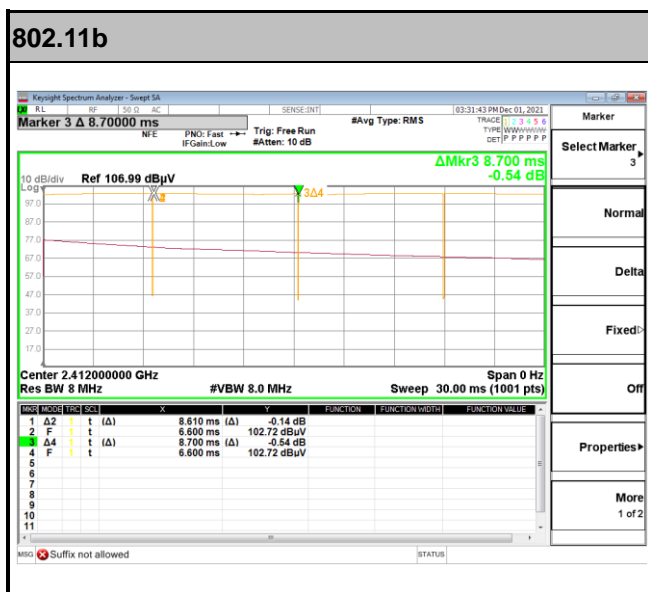 802.11b
Keysight Spectrum Analyzer - Swept SA
RL RF 50 Ω AC SENSE:INT 03:31:43 PM Dec 01, 2021
Marker 3 Δ 8.70000 ms #Avg Type: RMS TRACE 1 2 3 4 5 6
NFE PNO: Fast Trig: Free Run TYPE WWWWWW
IFGain:Low #Atten: 10 dB DET P P P P P P
ΔMkr3 8.700 ms
10 dB/div Ref 106.99 dBµV -0.54 dB
Log
3Δ4
97.0
87.0
77.0
67.0
57.0
47.0
37.0
27.0
17.0
Center 2.412000000 GHz Span 0 Hz
Res BW 8 MHz #VBW 8.0 MHz Sweep 30.00 ms (1001 pts)
MKR MODE TRC SCL X Y FUNCTION FUNCTION WIDTH FUNCTION VALUE
1 Δ2 1 t (Δ) 8.610 ms (Δ) -0.14 dB
2 F 1 t 6.600 ms 102.72 dBµV
3 Δ4 1 t (Δ) 8.700 ms (Δ) -0.54 dB
4 F 1 t 6.600 ms 102.72 dBµV
5
6
7
8
9
10
11
MSG Suffix not allowed STATUS
Marker
Select Marker
3
Normal
Delta
Fixed
Off
Properties
More
1 of 2